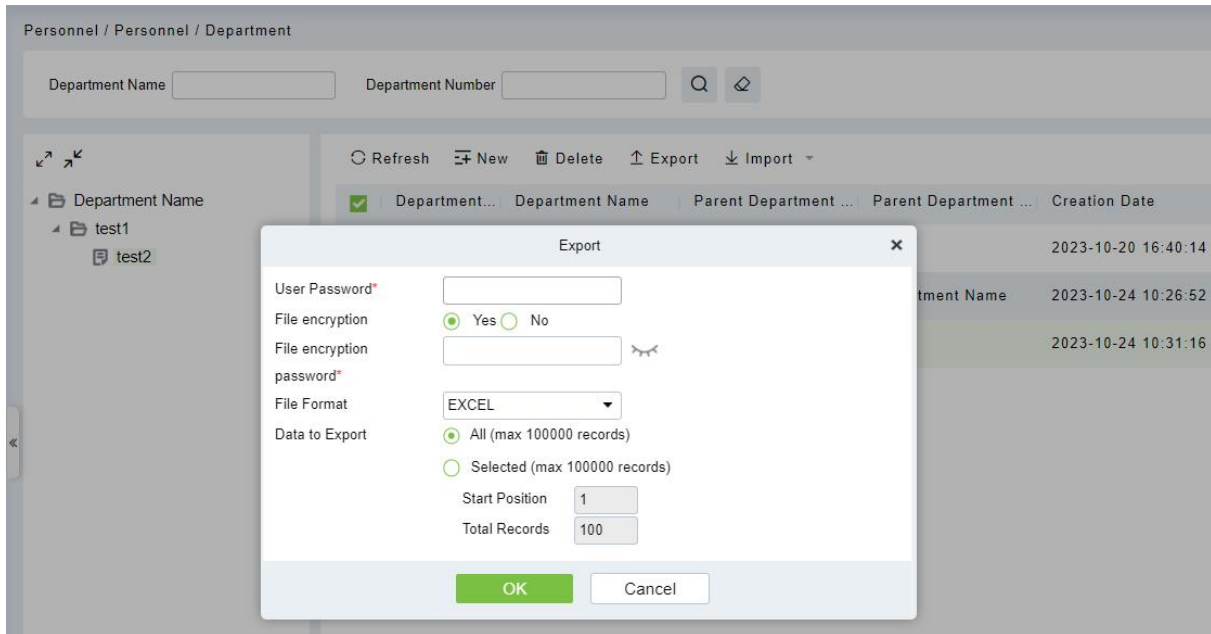 Personnel / Personnel / Department
Department Name
Department Number
Refresh New Delete Export Import
Department Name
test1
test2
Department... Department Name Parent Department ... Parent Department ... Creation Date
2023-10-20 16:40:14
tment Name 2023-10-24 10:26:52
2023-10-24 10:31:16
Export
User Password*
File encryption Yes No
File encryption
password*
File Format EXCEL
Data to Export All (max 100000 records)
Selected (max 100000 records)
Start Position 1
Total Records 100
OK Cancel